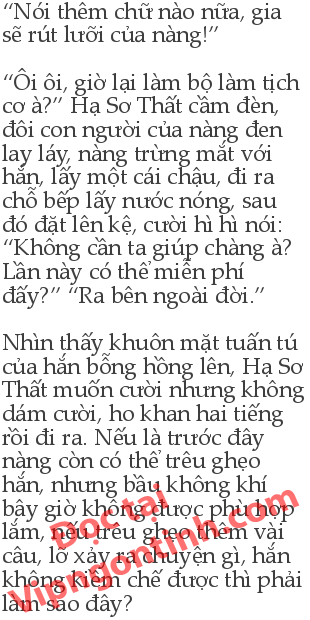 “Nói thêm chữ nào nữa, gia
sẽ rút lưỡi của nàng!”
“Ôi ôi, giờ lại làm bộ làm tịch
cơ à?” Hạ Sơ Thất cầm đèn,
đôi con người của nàng đen
lay láy, nàng trừng mắt với
hắn, lấy một cái chậu, đi ra
chỗ bếp lấy nước nóng, sau
đó đặt lên kệ, cười hì hì nói:
“Không cần ta giúp chàng à?
Lần này có thể miễn phí
đấy?” “Ra bên ngoài đời.”
Nhìn thấy khuôn mặt tuấn tú
của hắn bỗng hồng lên, Hạ Sơ
Thất muốn cười nhưng không
dám cười, ho khan hai tiếng
rồi đi ra. Nếu là trước đây
nàng còn có thể trêu ghẹo
hắn, nhưng bầu không khí
bây giờ không được phù hợp
lắm, nếu trêu ghẹo thêm vài
câu, lỡ xảy ra chuyện gì, hắn
không kiềm chế được thì phải
làm sao đây?
Đọc tại
Vipngontinh.com